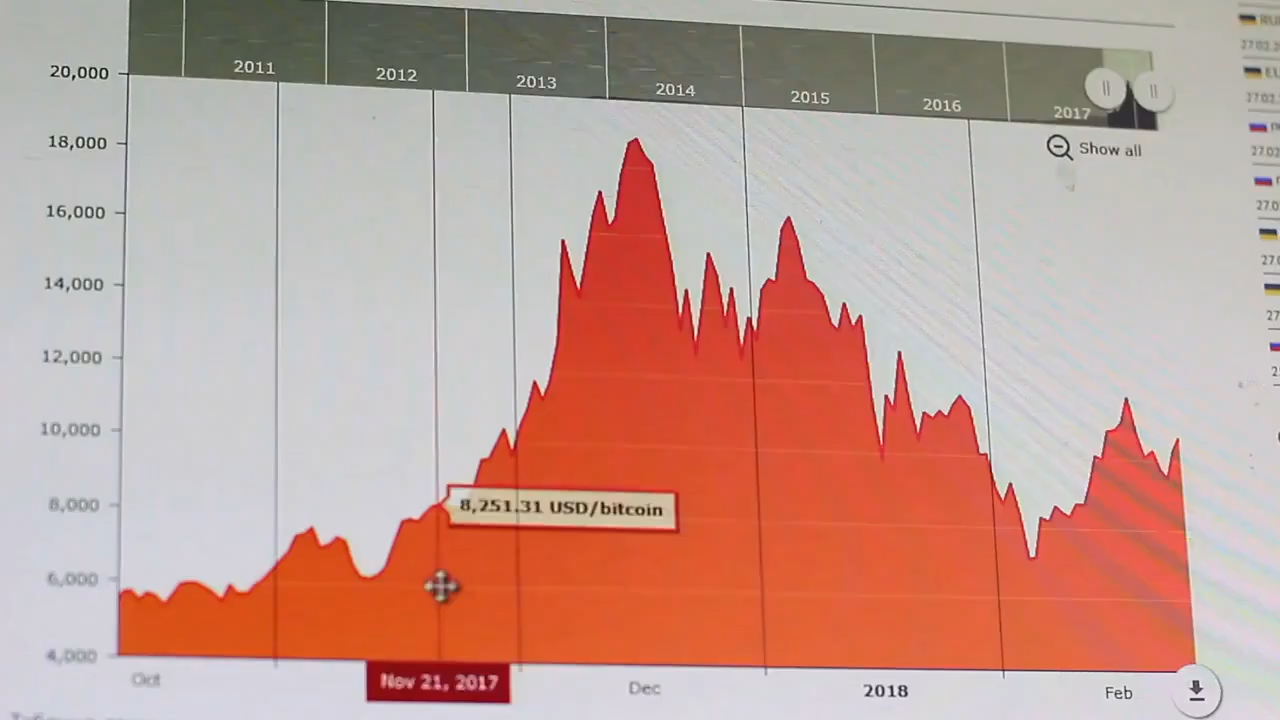 2011
2012
2013
2014
2015
2016
2017
Show all
20,000
18,000
16,000
14,000
12,000
10,000
8,000
6,000
4,000
8,251.31 USD/bitcoin
Oct
Nov 21, 2017
Dec
2018
Feb